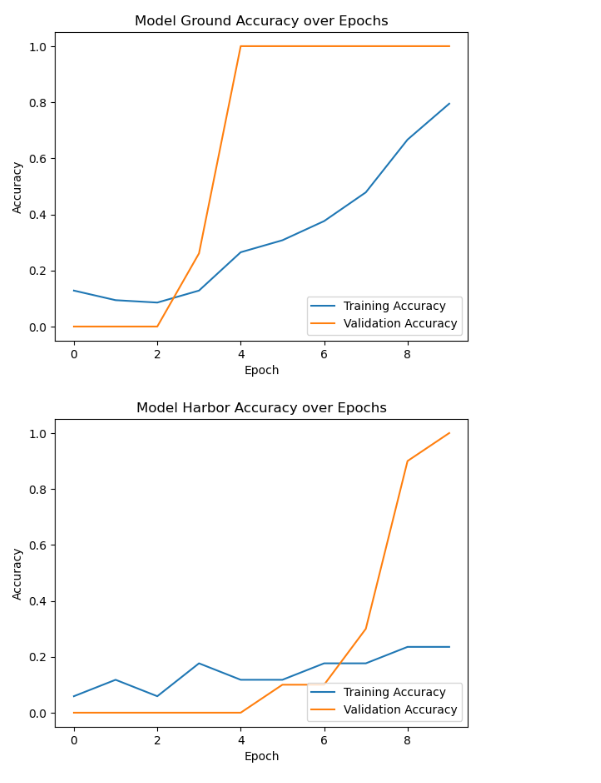 Model Ground Accuracy over Epochs
1.0
0.8
0.6
0.4
0.2
0.0
Accuracy
Training Accuracy
Validation Accuracy
0 2 4 6 8
Epoch
Model Harbor Accuracy over Epochs
1.0
0.8
0.6
0.4
0.2
0.0
Accuracy
Training Accuracy
Validation Accuracy
0 2 4 6 8
Epoch